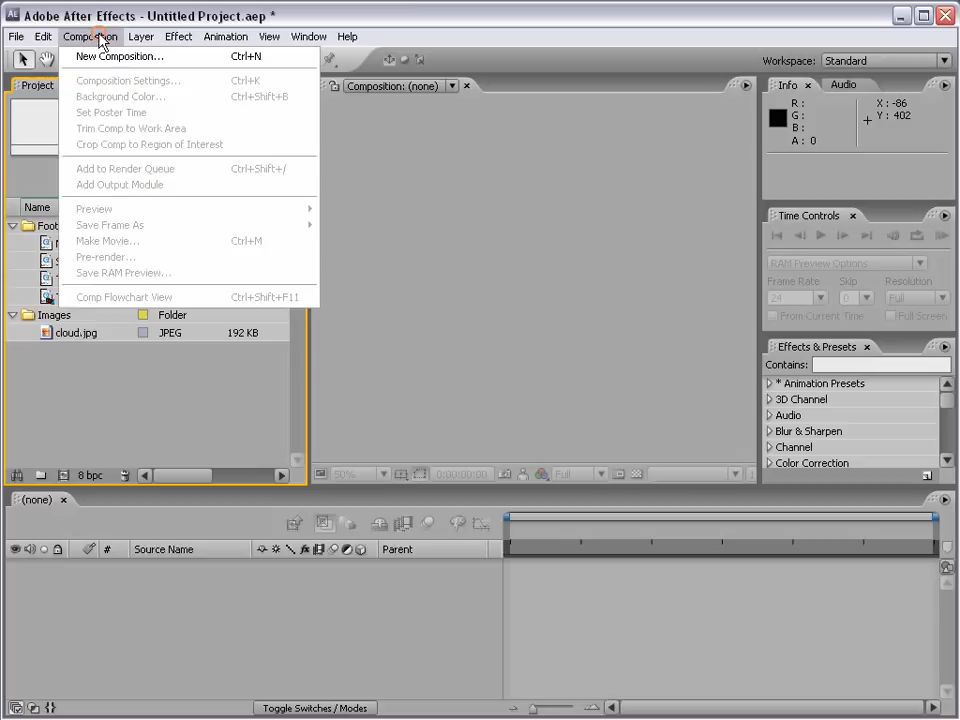 Adobe After Effects - Untitled Project.aep *
File Edit Composition Layer Effect Animation View Window Help
Workspace: Standard
New Composition... Ctrl+N
Composition Settings... Ctrl+K
Background Color... Ctrl+Shift+B
Set Poster Time
Trim Comp to Work Area
Crop Comp to Region of Interest
Add to Render Queue Ctrl+Shift+/
Add Output Module
Preview
Save Frame As
Make Movie... Ctrl+M
Pre-render...
Save RAM Preview...
Comp Flowchart View Ctrl+Shift+F11
Project
Name
Foot
Images Folder
cloud.jpg JPEG 192 KB
8 bpc
Composition: (none)
50% 0:00:00:00 Full
Info Audio
R: X: -86
G: Y: 402
B:
A: 0
Time Controls
RAM Preview Options
Frame Rate Skip Resolution
24 0 Full
From Current Time Full Screen
Effects & Presets
Contains:
* Animation Presets
3D Channel
Audio
Blur & Sharpen
Channel
Color Correction
(none)
# Source Name Parent
Toggle Switches / Modes